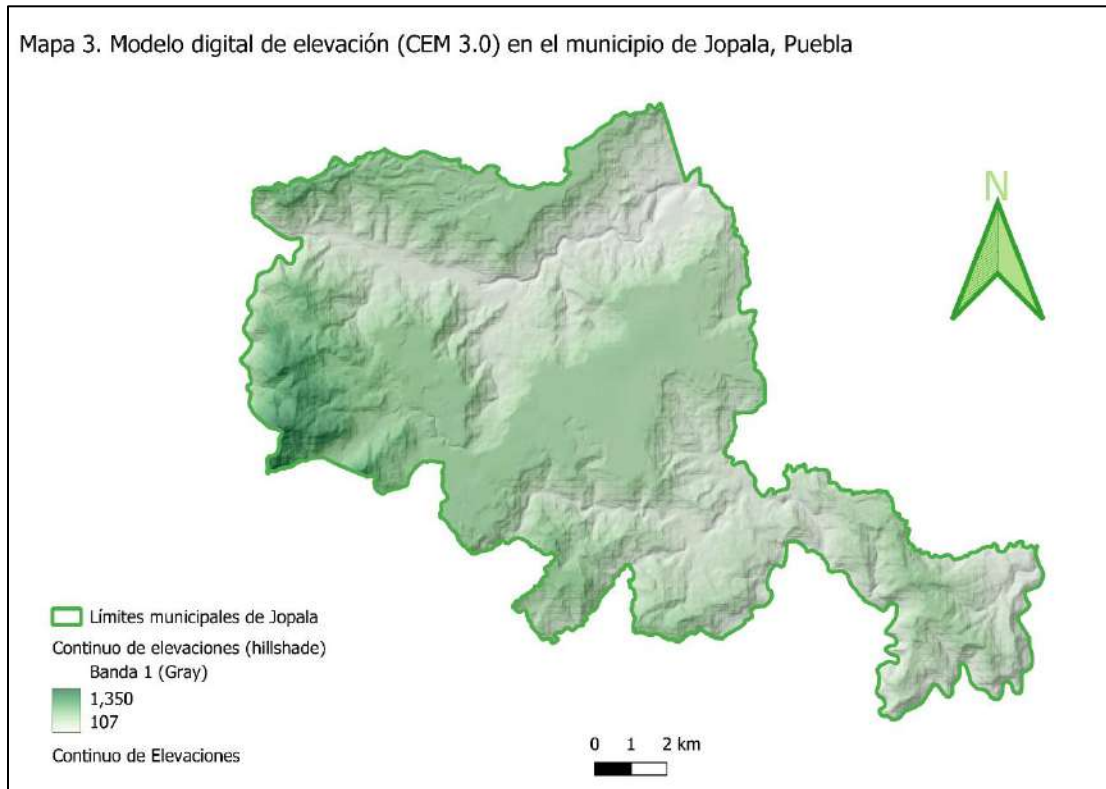 Mapa 3. Modelo digital de elevación (CEM 3.0) en el municipio de Jopala, Puebla
N
Límites municipales de Jopala
Continuo de elevaciones (hillshade)
Banda 1 (Gray)
1,350
107
Continuo de Elevaciones
0 1 2 km